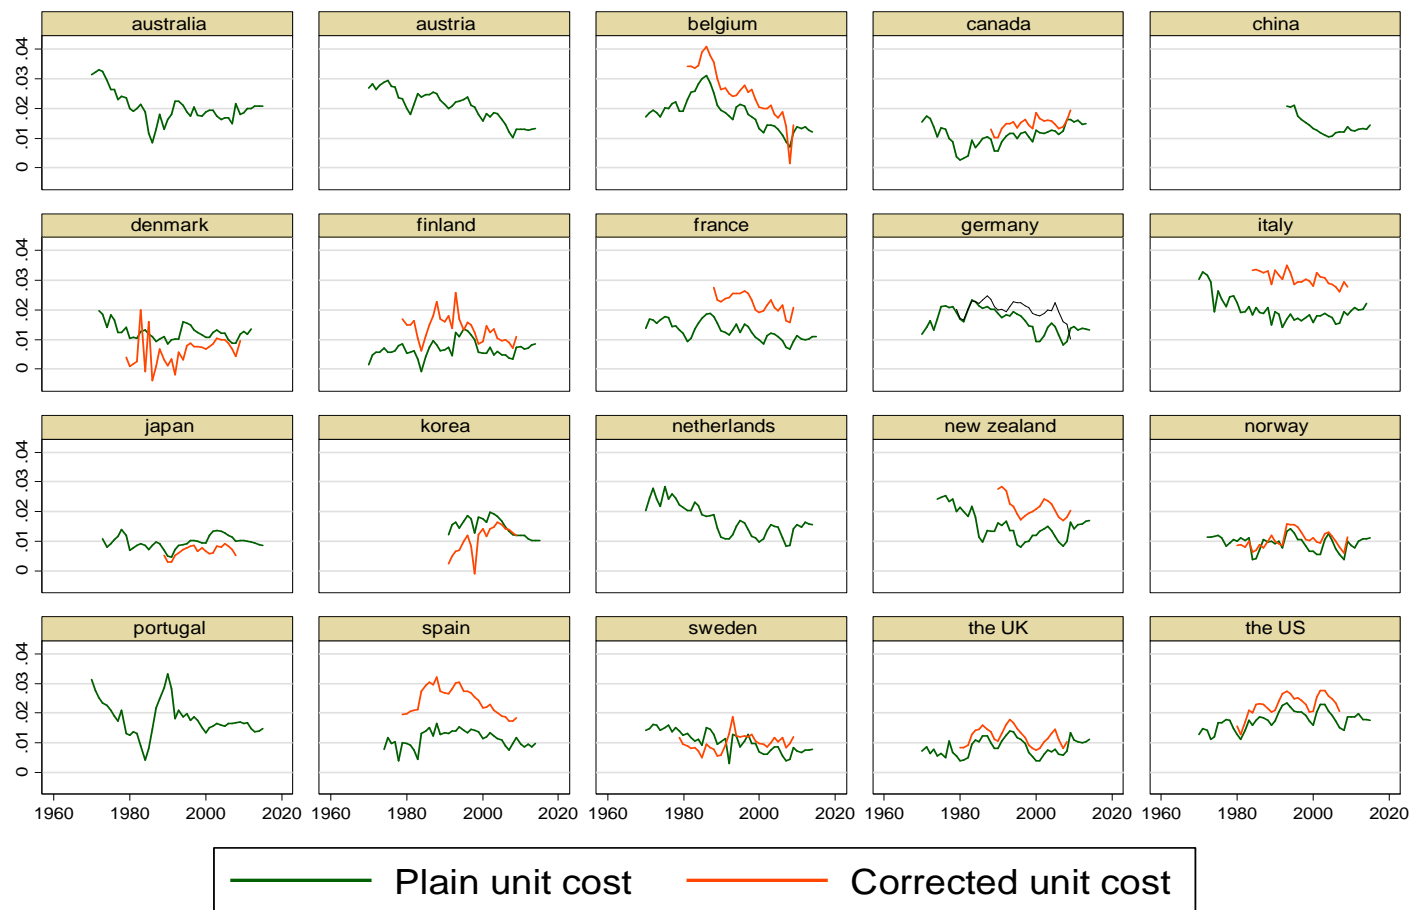 australia austria belgium canada china
0 .01 .02 .03 .04
denmark finland france germany italy
0 .01 .02 .03 .04
japan korea netherlands new zealand norway
0 .01 .02 .03 .04
portugal spain sweden the UK the US
0 .01 .02 .03 .04
1960 1980 2000 2020 1960 1980 2000 2020 1960 1980 2000 2020 1960 1980 2000 2020 1960 1980 2000 2020
Plain unit cost Corrected unit cost